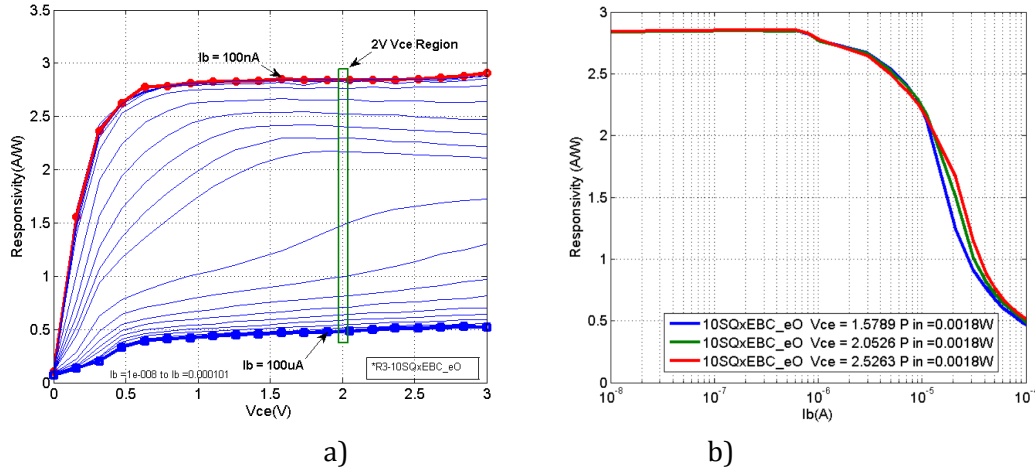 3.5
3
2.5
2
1.5
1
0.5
0
Responsivity(A/W)
Ib = 100nA
2V Vce Region
Ib = 100uA
Ib =1e-008 to Ib =0.000101
*R3-10SQxEBC_eO
0 0.5 1 1.5 2 2.5 3
Vce(V)
a)
3
2.5
2
1.5
1
0.5
0
Responsivity (A/W)
10SQxEBC_eO Vce = 1.5789 P in =0.0018W
10SQxEBC_eO Vce = 2.0526 P in =0.0018W
10SQxEBC_eO Vce = 2.5263 P in =0.0018W
10⁻⁸ 10⁻⁷ 10⁻⁶ 10⁻⁵ 10⁻
Ib(A)
b)